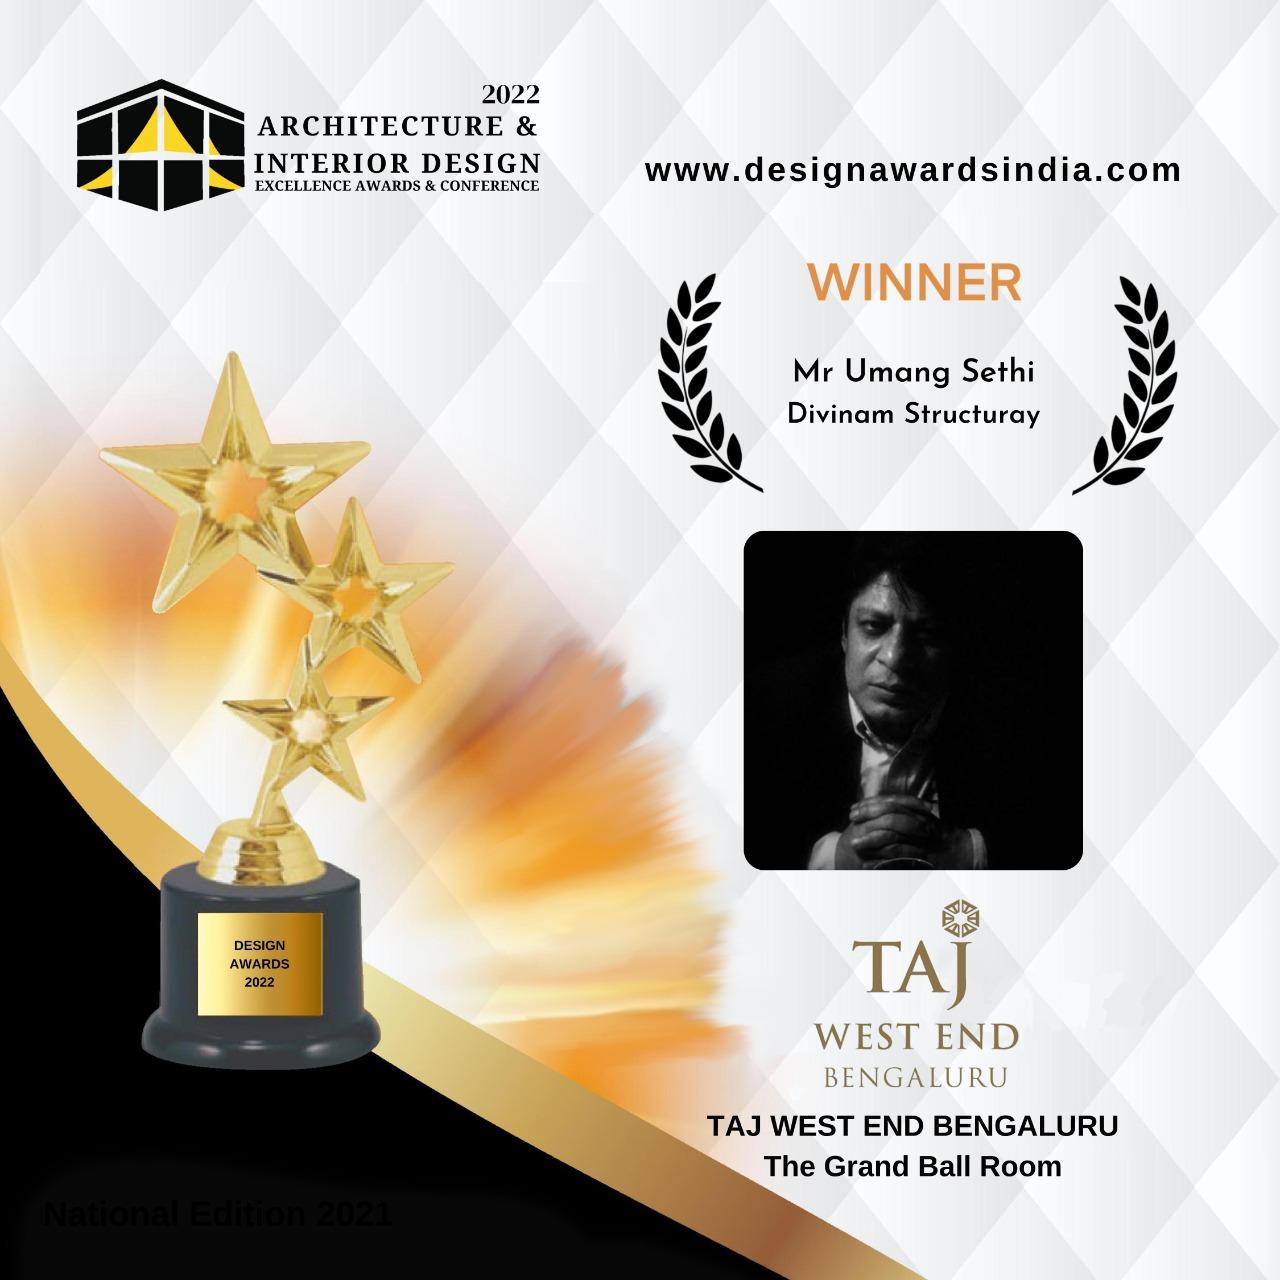 2022
ARCHITECTURE &
INTERIOR DESIGN
EXCELLENCE AWARDS & CONFERENCE
www.designawardsindia.com
WINNER
Mr Umang Sethi
Divinam Structuray
DESIGN
AWARDS
2022
TAJ
WEST END
BENGALURU
TAJ WEST END BENGALURU
The Grand Ball Room
National Edition 2021